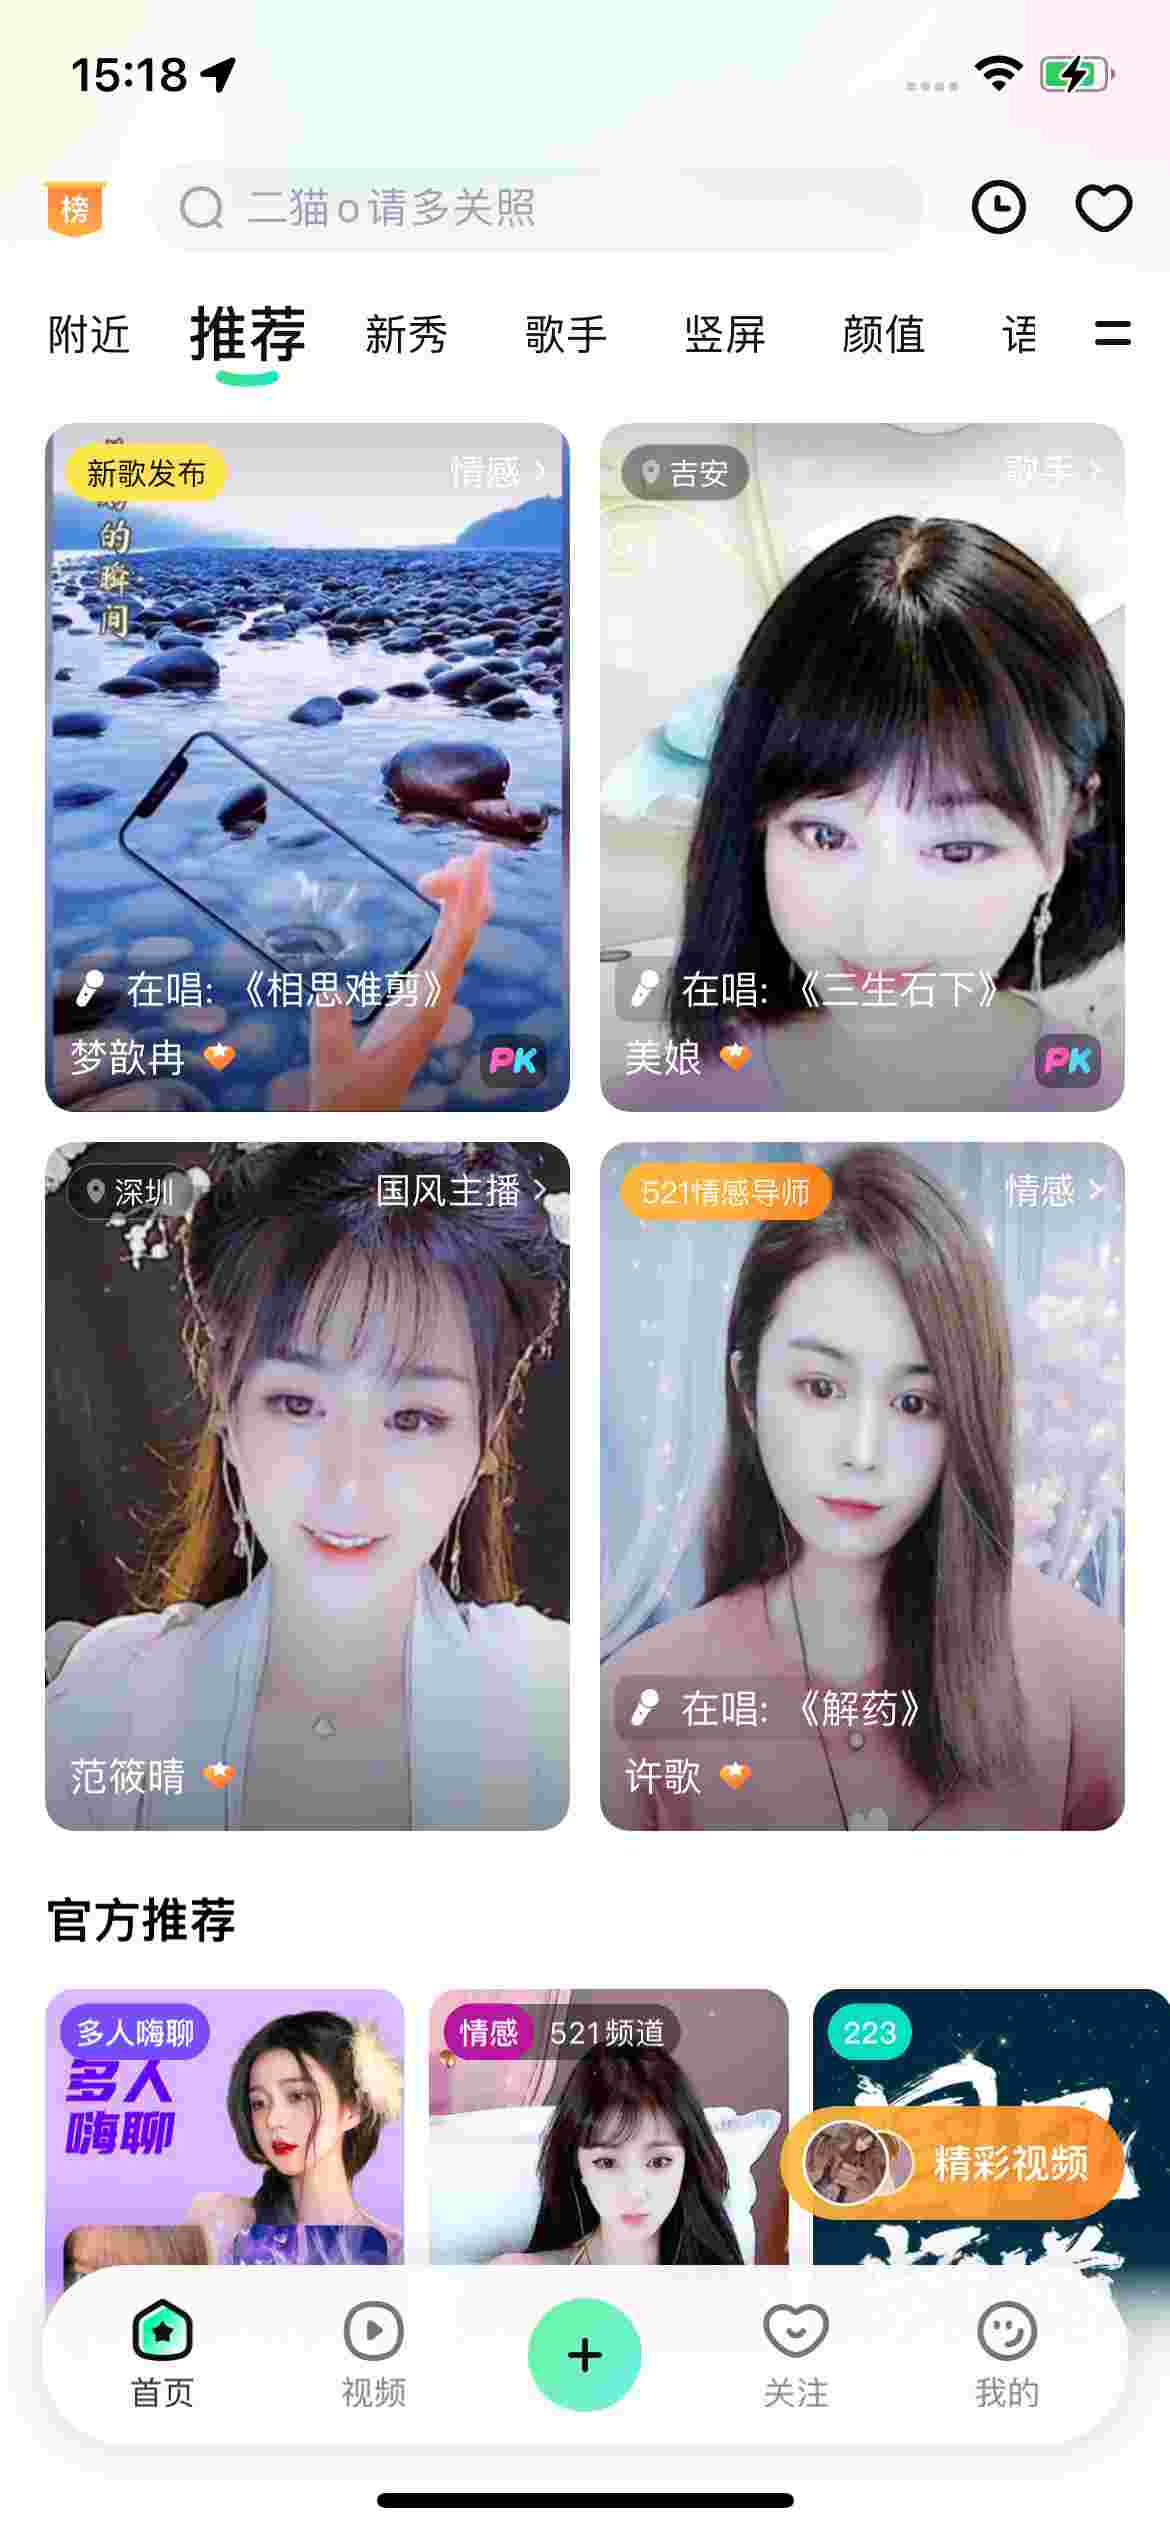 15:18
榜
二猫o请多关照
附近 推荐 新秀 歌手 竖屏 颜值 语
新歌发布
情感
的瞬间
在唱: 《相思难剪》
梦歆冉
PK
吉安
歌手
在唱: 《三生石下》
美娘
PK
深圳
国风主播
范筱晴
521情感导师
情感
在唱: 《解药》
许歌
官方推荐
多人嗨聊
多人
嗨聊
情感 521频道
223
精彩视频
首页 视频 + 关注 我的